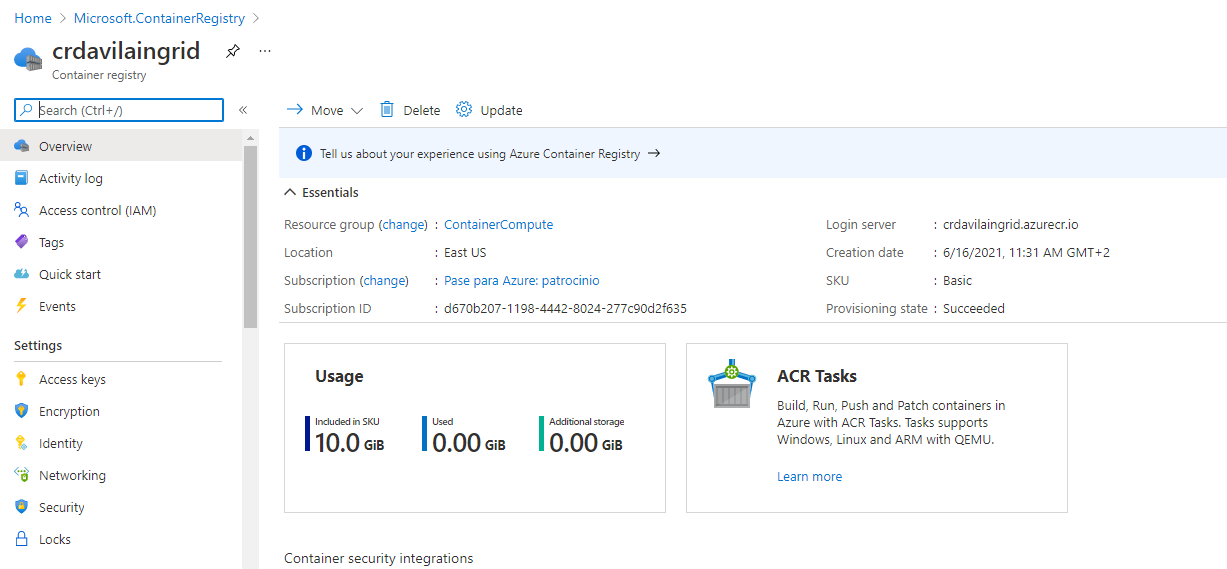 Home > Microsoft.ContainerRegistry >
crdavilaingrid ...
Container registry
Search (Ctrl+/) «
Overview
Activity log
Access control (IAM)
Tags
Quick start
Events
Settings
Access keys
Encryption
Identity
Networking
Security
Locks
Move Delete Update
Tell us about your experience using Azure Container Registry →
Essentials
Resource group (change) : ContainerCompute
Location : East US
Subscription (change) : Pase para Azure: patrocinio
Subscription ID : d670b207-1198-4442-8024-277c90d2f635
Login server : crdavilaingrid.azurecr.io
Creation date : 6/16/2021, 11:31 AM GMT+2
SKU : Basic
Provisioning state : Succeeded
Usage
Included in SKU
10.0 GiB
Used
0.00 GiB
Additional storage
0.00 GiB
ACR Tasks
Build, Run, Push and Patch containers in
Azure with ACR Tasks. Tasks supports
Windows, Linux and ARM with QEMU.
Learn more
Container security integrations